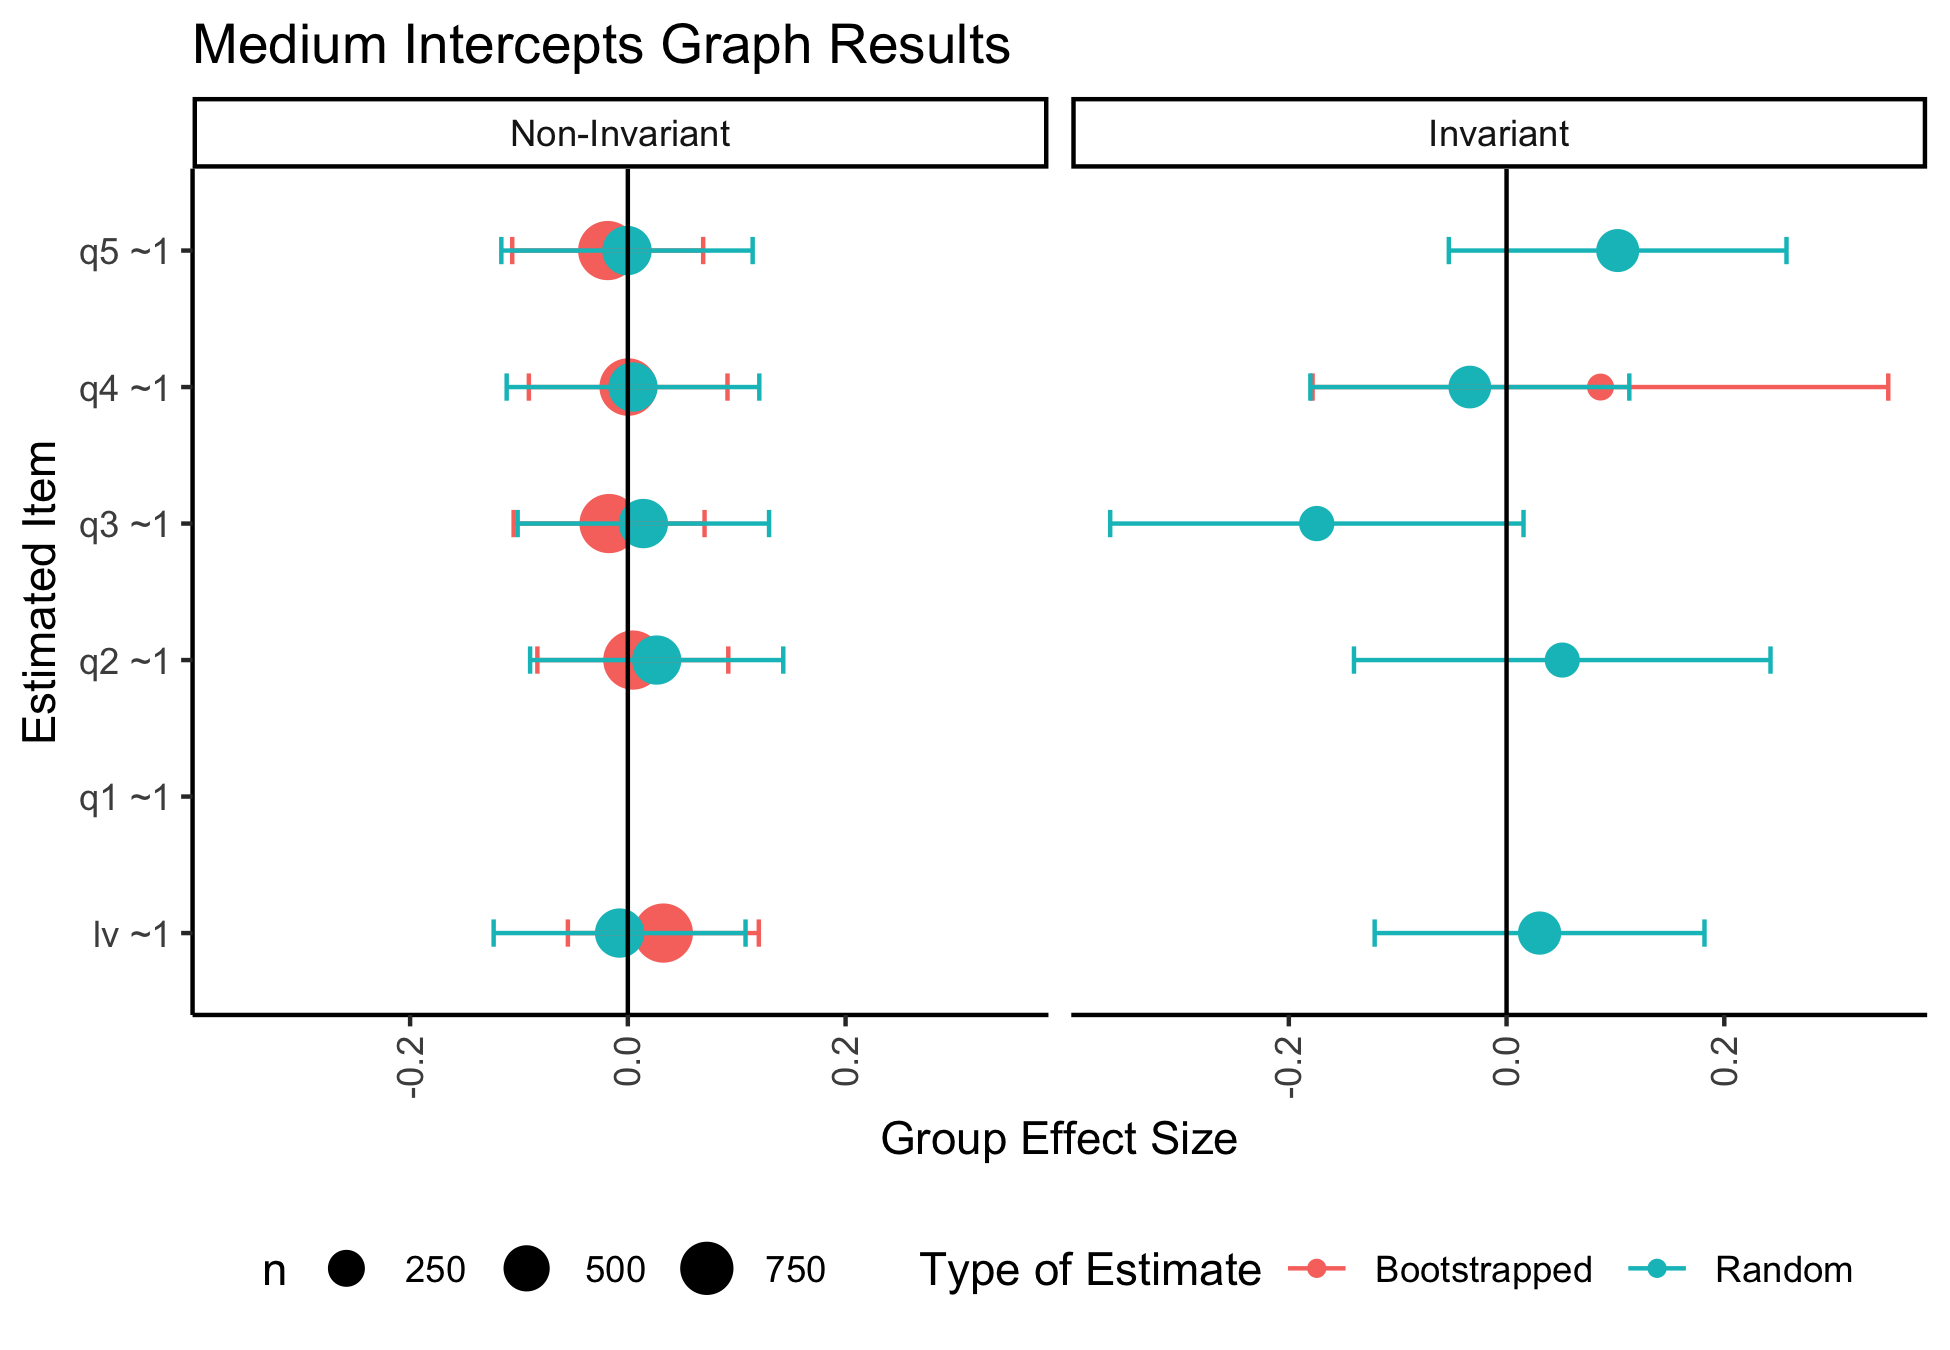 Medium Intercepts Graph Results
Non-Invariant
Invariant
Estimated Item
q5 ~1
q4 ~1
q3 ~1
q2 ~1
q1 ~1
lv ~1
-0.2
0.0
0.2
-0.2
0.0
0.2
Group Effect Size
n 250 500 750 Type of Estimate Bootstrapped Random